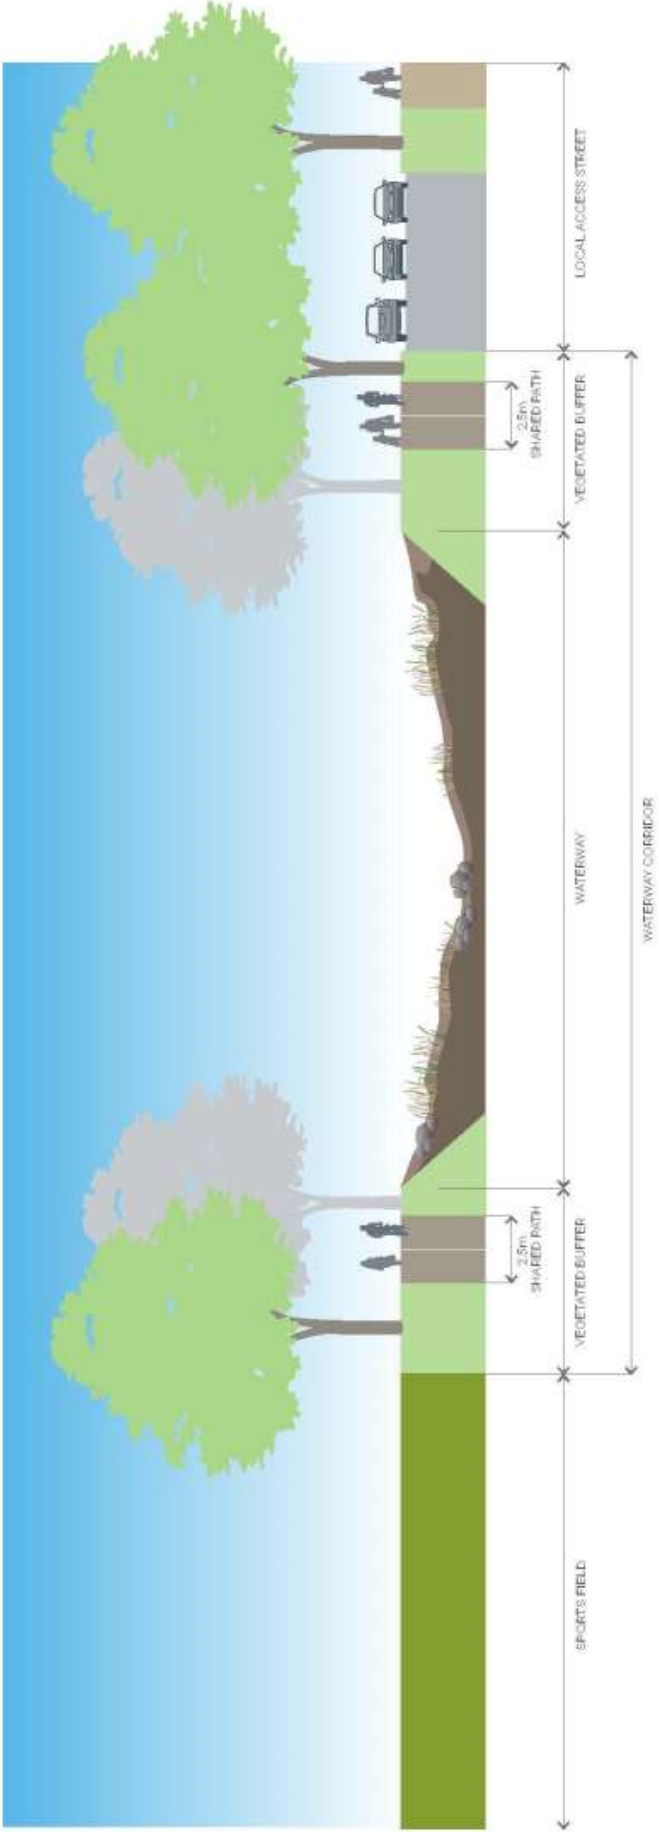 2.5m
SHARED PATH
2.5m
SHARED PATH
SPORTS FIELD
VEGETATED BUFFER
WATERWAY
VEGETATED BUFFER
LOCAL ACCESS STREET
WATERWAY CORRIDOR